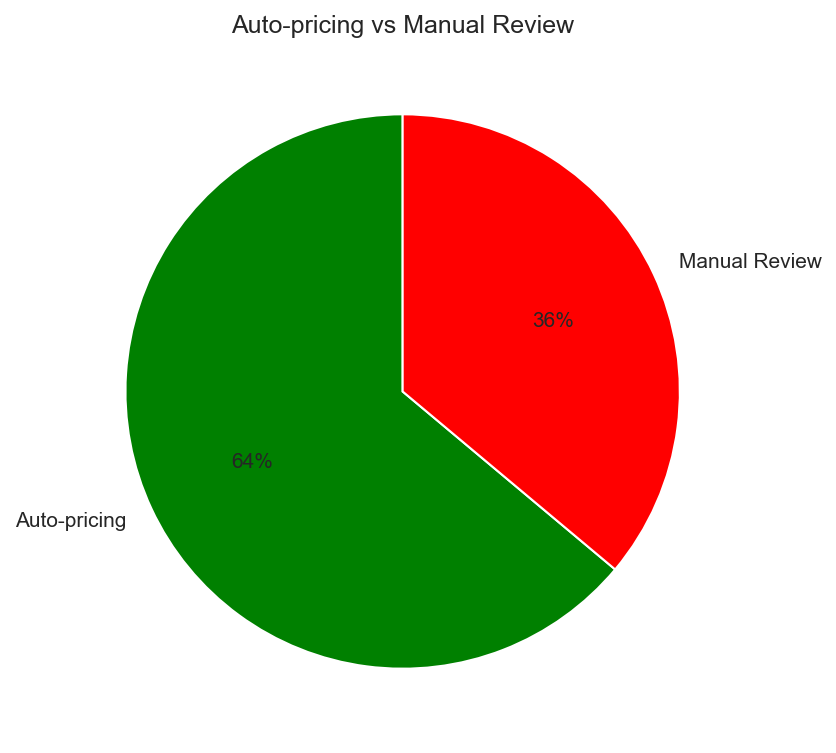 Auto-pricing vs Manual Review
Manual Review
36%
64%
Auto-pricing